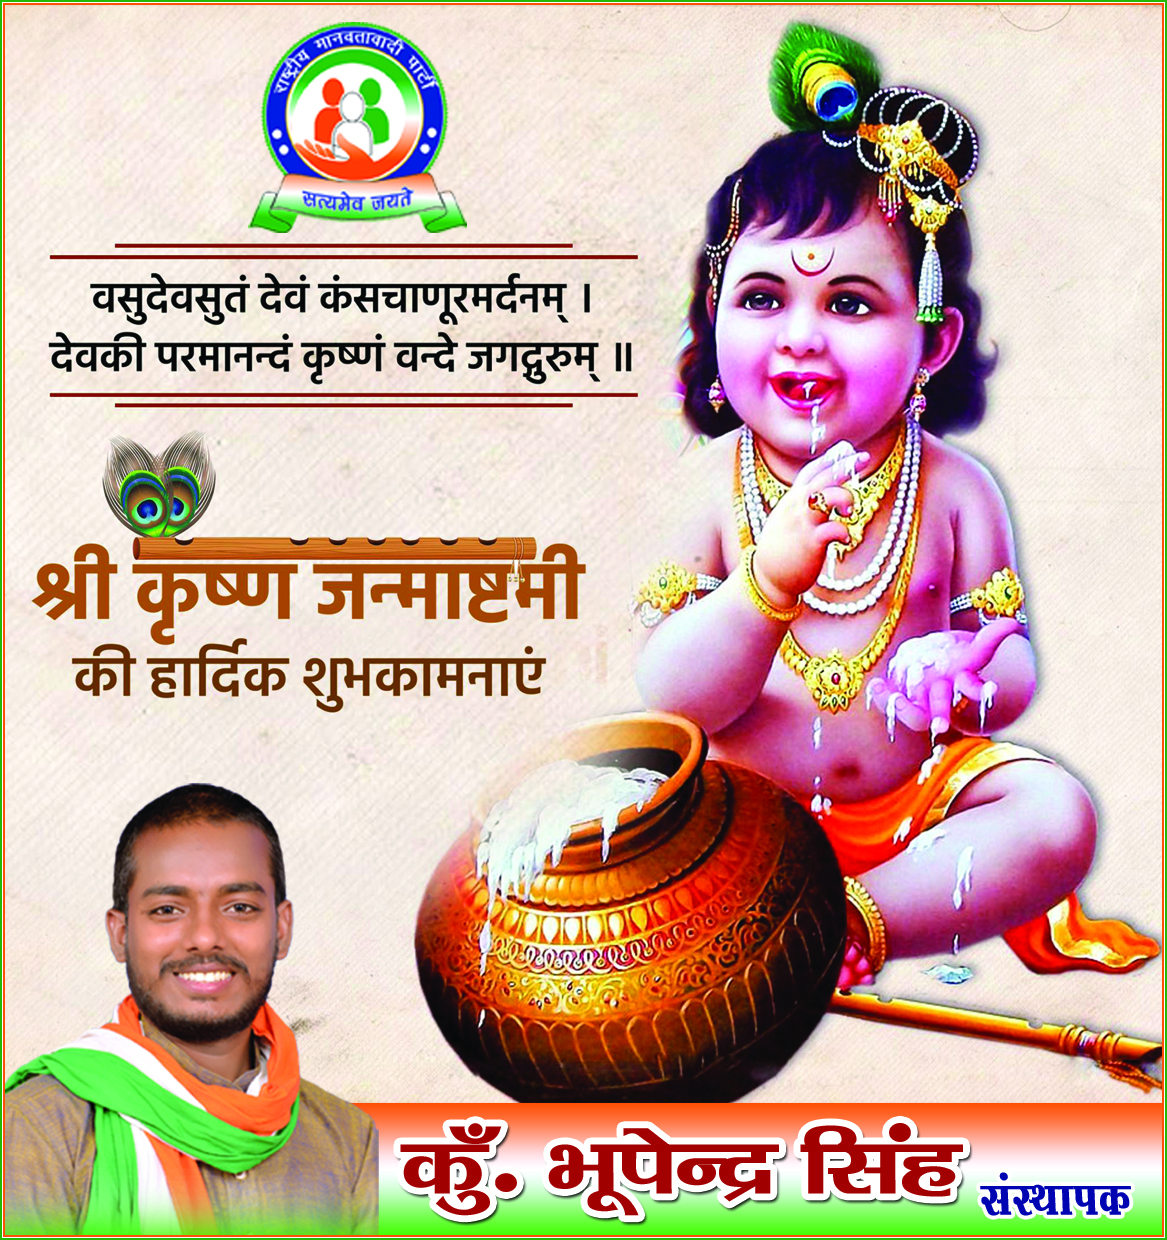 राष्ट्रीय मानवतावादी पार्टी
सत्यमेव जयते
वसुदेवसुतं देवं कंसचाणूरमर्दनम् ।
देवकी परमानन्दं कृष्णं वन्दे जगद्गुरुम् ॥
श्री कृष्ण जन्माष्टमी
की हार्दिक शुभकामनाएं
कुँ. भूपेन्द्र सिंह
संस्थापक